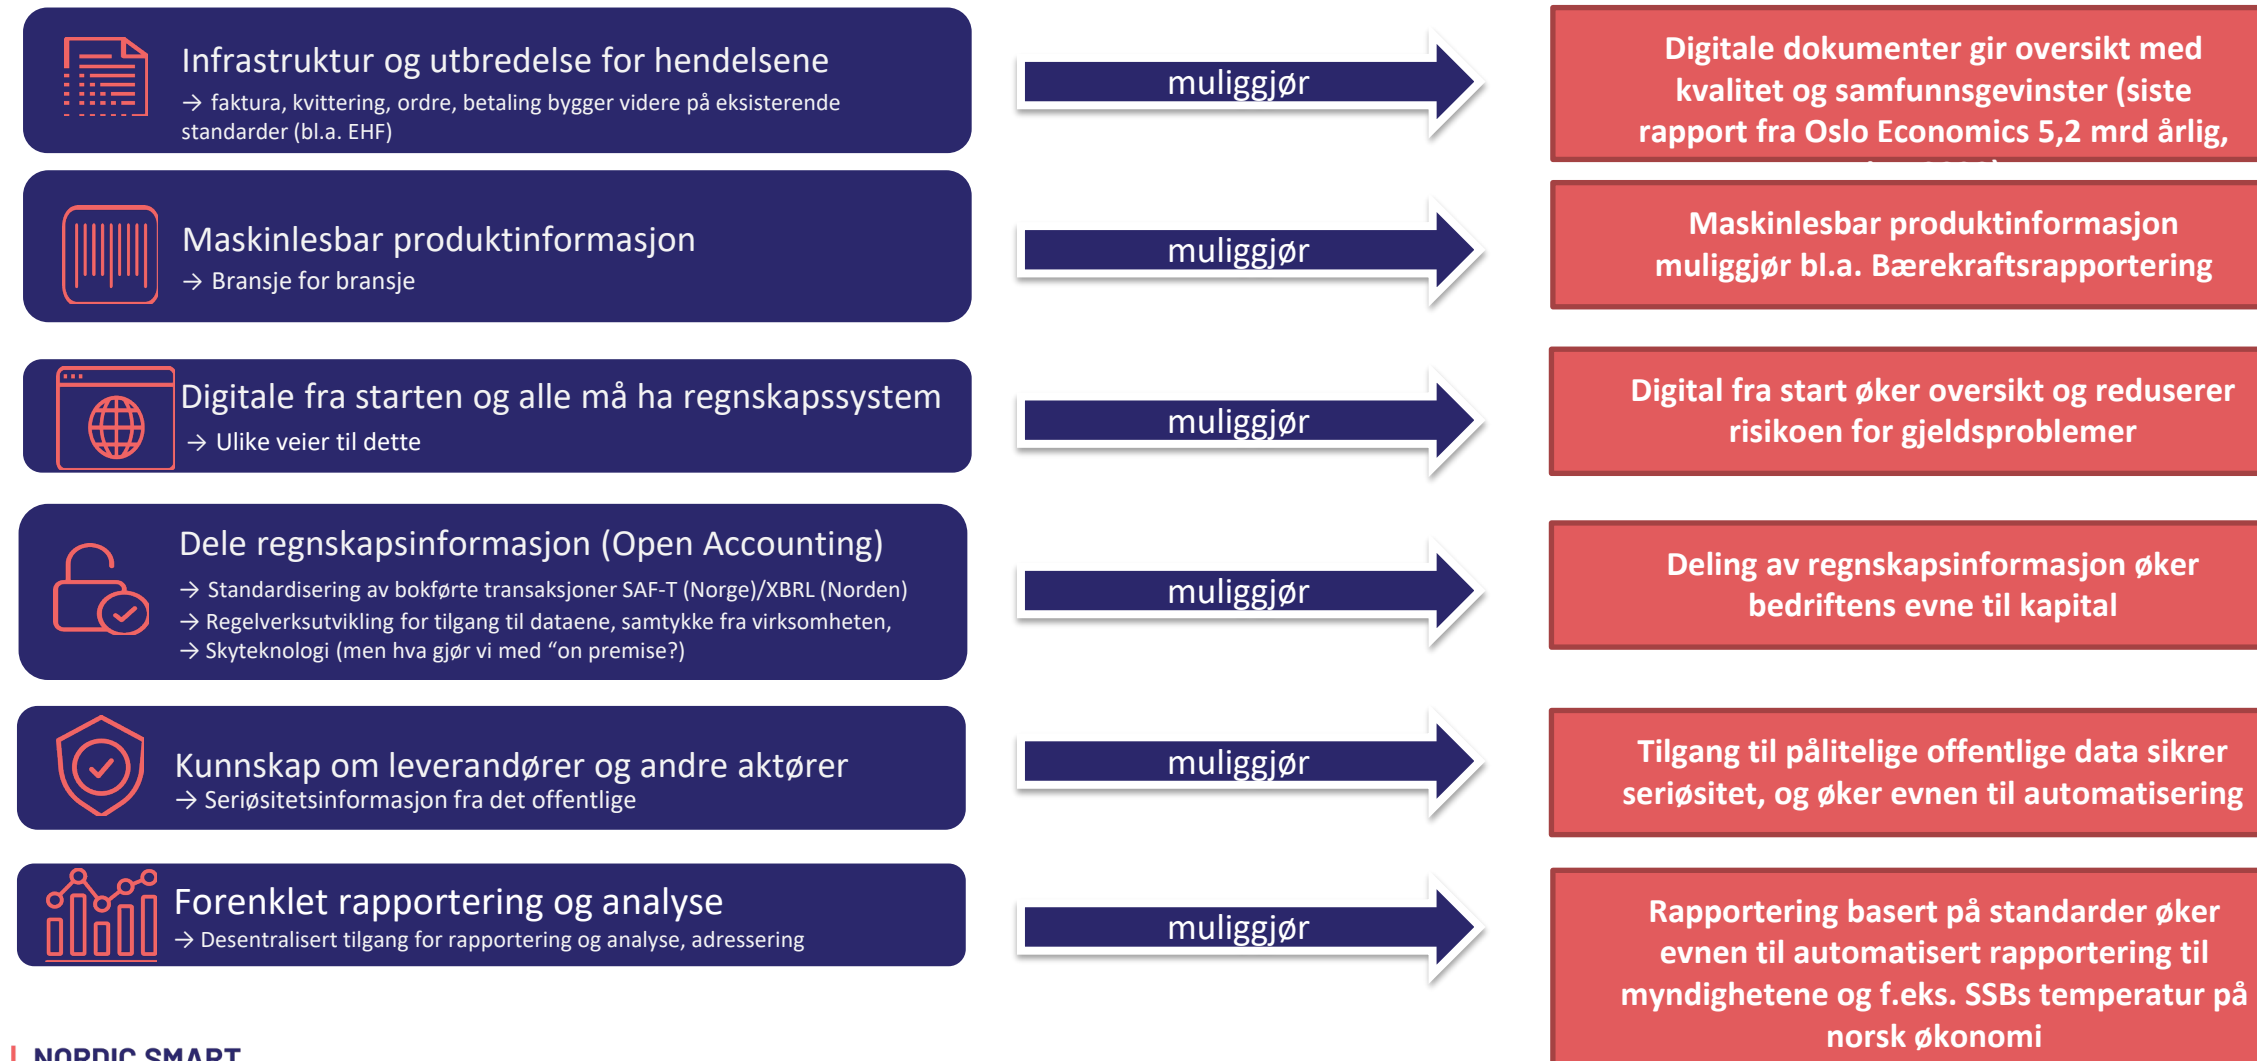 Infrastruktur og utbredelse for hendelsene
→ faktura, kvittering, ordre, betaling bygger videre på eksisterende
standarder (bl.a. EHF)
muliggjør
Digitale dokumenter gir oversikt med
kvalitet og samfunnsgevinster (siste
rapport fra Oslo Economics 5,2 mrd årlig,
Maskinlesbar produktinformasjon
→ Bransje for bransje
muliggjør
Maskinlesbar produktinformasjon
muliggjør bl.a. Bærekraftsrapportering
Digitale fra starten og alle må ha regnskapssystem
→ Ulike veier til dette
muliggjør
Digital fra start øker oversikt og reduserer
risikoen for gjeldsproblemer
Dele regnskapsinformasjon (Open Accounting)
→ Standardisering av bokførte transaksjoner SAF-T (Norge)/XBRL (Norden)
→ Regelverksutvikling for tilgang til dataene, samtykke fra virksomheten,
→ Skyteknologi (men hva gjør vi med “on premise?)
muliggjør
Deling av regnskapsinformasjon øker
bedriftens evne til kapital
Kunnskap om leverandører og andre aktører
→ Seriøsitetsinformasjon fra det offentlige
muliggjør
Tilgang til pålitelige offentlige data sikrer
seriøsitet, og øker evnen til automatisering
Forenklet rapportering og analyse
→ Desentralisert tilgang for rapportering og analyse, adressering
muliggjør
Rapportering basert på standarder øker
evnen til automatisert rapportering til
myndighetene og f.eks. SSBs temperatur på
norsk økonomi
NORDIC SMART